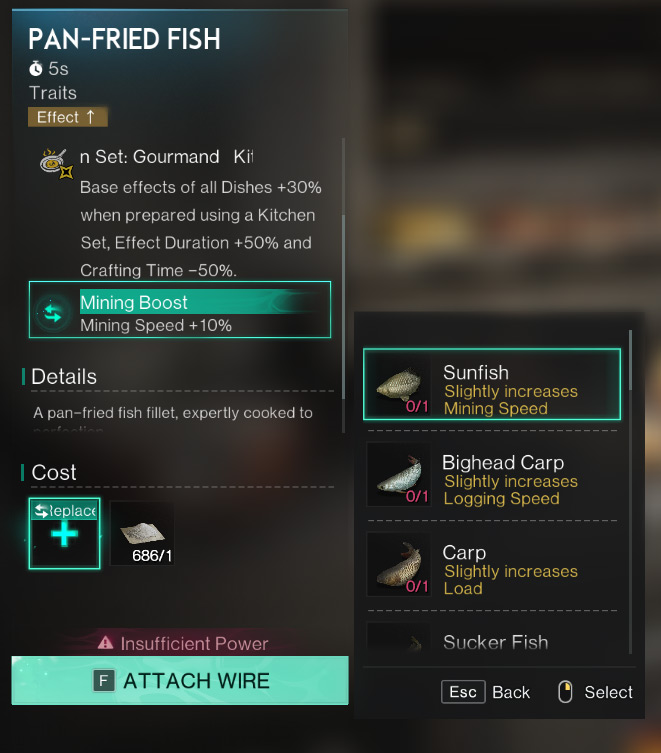 PAN-FRIED FISH
5s
Traits
Effect ↑
n Set: Gourmand Kit
Base effects of all Dishes +30%
when prepared using a Kitchen
Set, Effect Duration +50% and
Crafting Time -50%.
Mining Boost
Mining Speed +10%
Details
A pan-fried fish fillet, expertly cooked to
perfection
Cost
Replace
686/1
Insufficient Power
F ATTACH WIRE
Sunfish
Slightly increases
Mining Speed
0/1
Bighead Carp
Slightly increases
Logging Speed
0/1
Carp
Slightly increases
Load
0/1
Sucker Fish
Esc Back Select